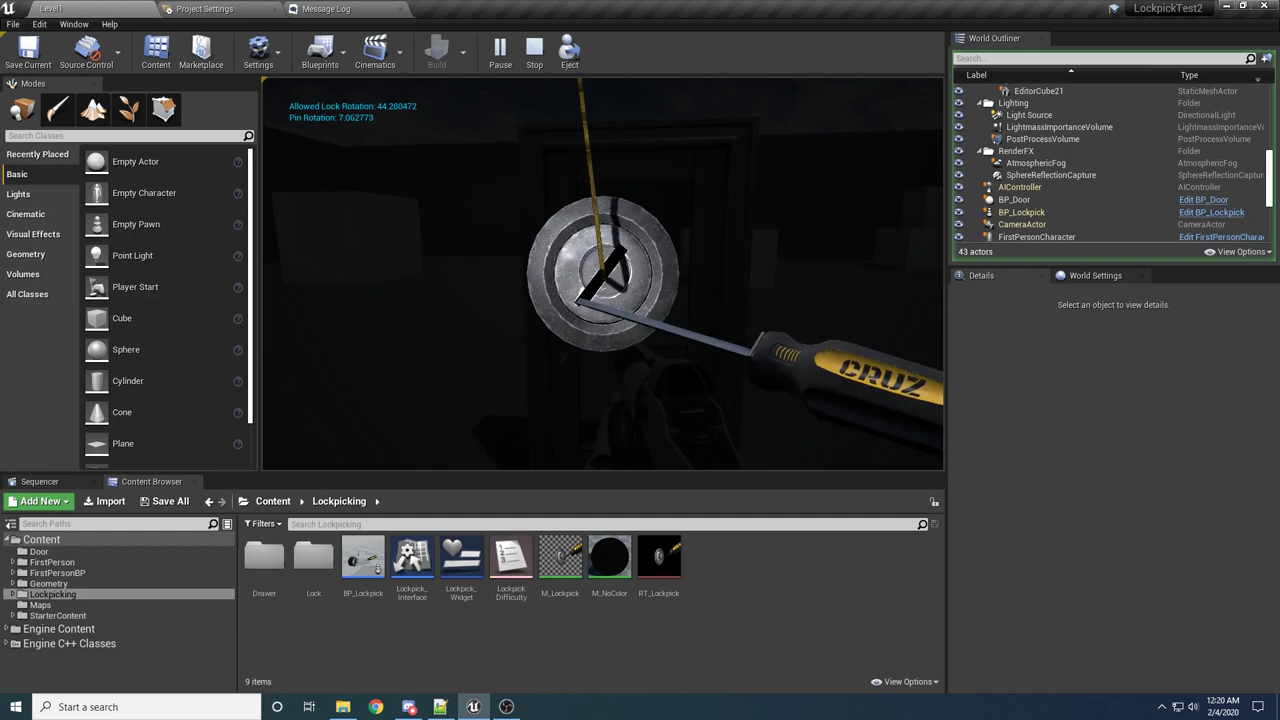 Level1
Project Settings
Message Log
LockpickTest2
File Edit Window Help
Save Current
Source Control
Content
Marketplace
Settings
Blueprints
Cinematics
Build
Pause
Stop
Eject
Modes
Search Classes
Recently Placed
Basic
Lights
Cinematic
Visual Effects
Geometry
Volumes
All Classes
Empty Actor
Empty Character
Empty Pawn
Point Light
Player Start
Cube
Sphere
Cylinder
Cone
Plane
Allowed Lock Rotation: 44.280472
Pin Rotation: 7.062773
CRUZ
World Outliner
Search...
Label Type
EditorCube21 StaticMeshActor
Lighting Folder
Light Source DirectionalLight
LightmassImportanceVolume LightmassImportanceV
PostProcessVolume PostProcessVolume
RenderFX Folder
AtmosphericFog AtmosphericFog
SphereReflectionCapture SphereReflectionCaptur
AIController AIController
BP_Door Edit BP_Door
BP_Lockpick Edit BP_Lockpick
CameraActor CameraActor
FirstPersonCharacter Edit FirstPersonChara
43 actors
View Options
Details
World Settings
Select an object to view details.
Sequencer
Content Browser
Add New
Import
Save All
Content
Lockpicking
Search Paths
Filters
Search Lockpicking
Content
Door
FirstPerson
FirstPersonBP
Geometry
Lockpicking
Maps
StarterContent
Engine Content
Engine C++ Classes
Drawer
Lock
BP_Lockpick
Lockpick_
Interface
Lockpick_
Widget
Lockpick
Difficulty
M_Lockpick
M_NoColor
RT_Lockpick
9 items
View Options
Start a search
12:20 AM
2/4/2020